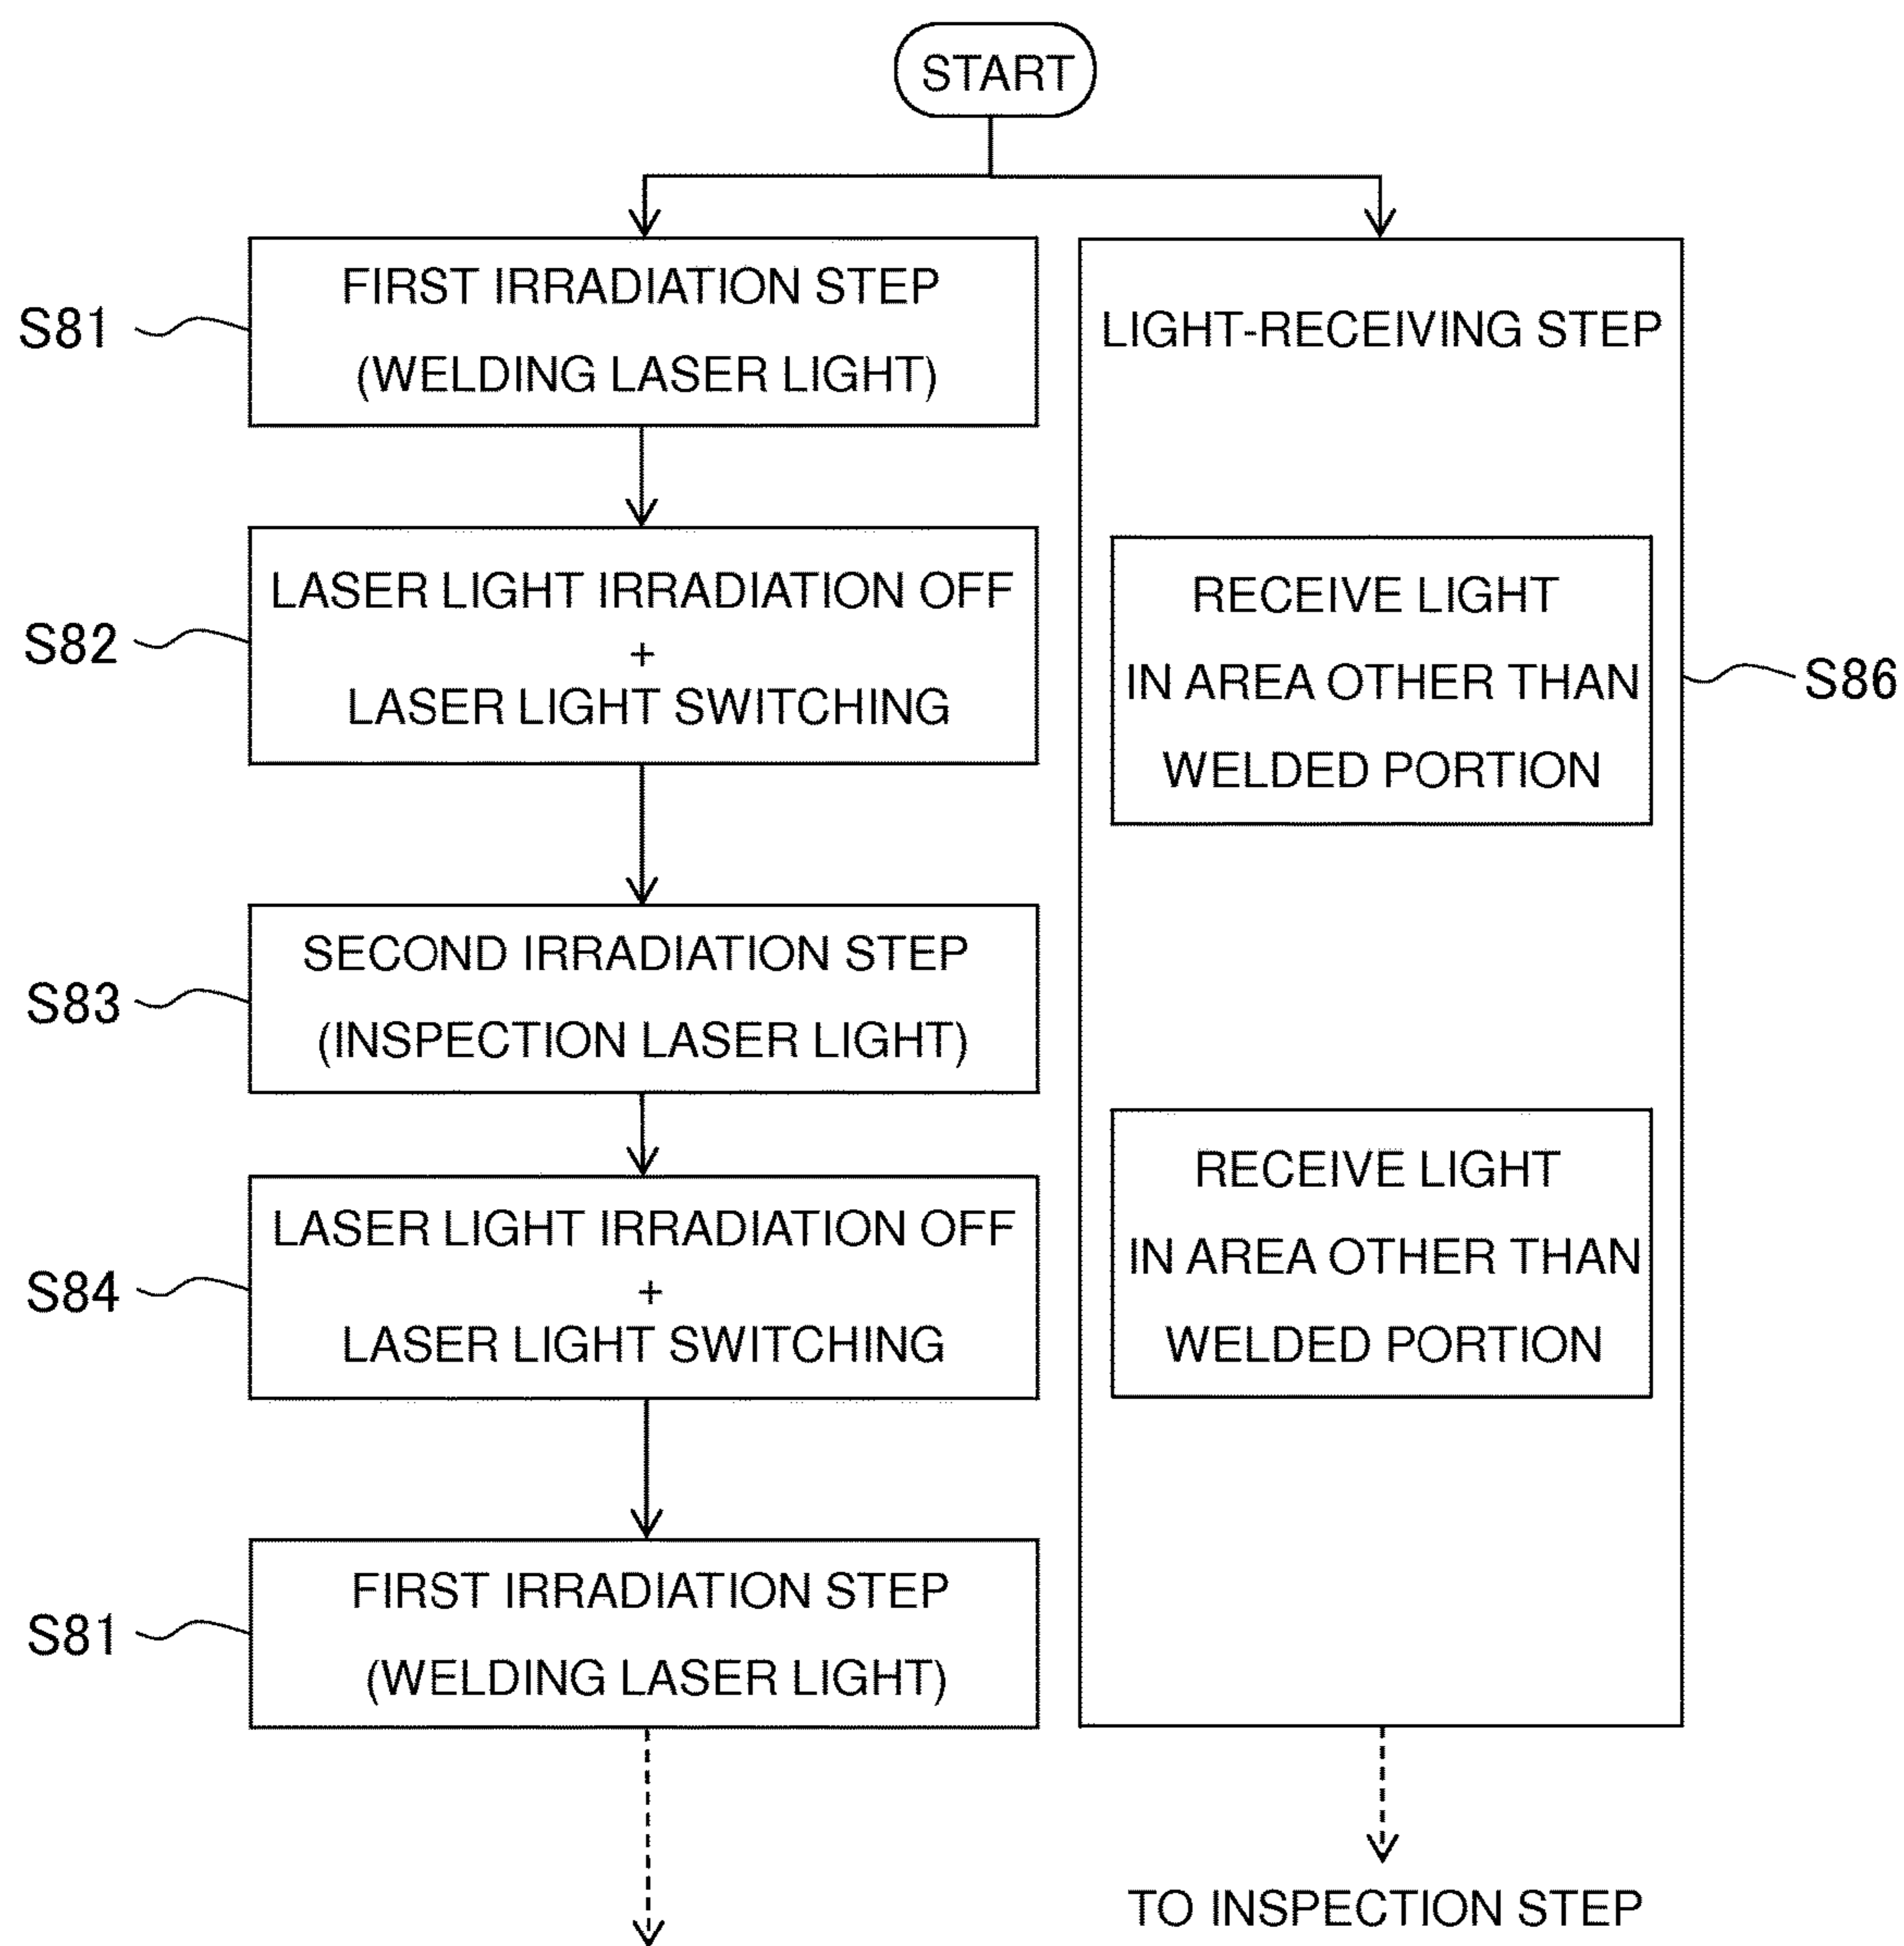 START
S81
FIRST IRRADIATION STEP
(WELDING LASER LIGHT)
S82
LASER LIGHT IRRADIATION OFF
+
LASER LIGHT SWITCHING
S83
SECOND IRRADIATION STEP
(INSPECTION LASER LIGHT)
S84
LASER LIGHT IRRADIATION OFF
+
LASER LIGHT SWITCHING
S81
FIRST IRRADIATION STEP
(WELDING LASER LIGHT)
LIGHT-RECEIVING STEP
RECEIVE LIGHT
IN AREA OTHER THAN
WELDED PORTION
S86
RECEIVE LIGHT
IN AREA OTHER THAN
WELDED PORTION
TO INSPECTION STEP